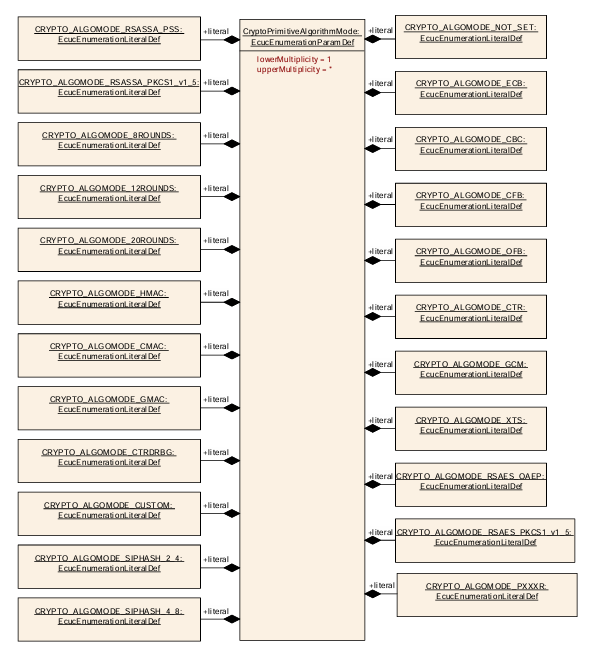 CRYPTO_ALGOMODE_RSASSA_PSS:
EcucEnumerationLiteralDef
+literal
CRYPTO_ALGOMODE_RSASSA_PKCS1_v1_5:
EcucEnumerationLiteralDef
+literal
CRYPTO_ALGOMODE_8ROUNDS:
EcucEnumerationLiteralDef
+literal
CRYPTO_ALGOMODE_12ROUNDS:
EcucEnumerationLiteralDef
+literal
CRYPTO_ALGOMODE_20ROUNDS:
EcucEnumerationLiteralDef
+literal
CRYPTO_ALGOMODE_HMAC:
EcucEnumerationLiteralDef
+literal
CRYPTO_ALGOMODE_CMAC:
EcucEnumerationLiteralDef
+literal
CRYPTO_ALGOMODE_GMAC:
EcucEnumerationLiteralDef
+literal
CRYPTO_ALGOMODE_CTRDRBG:
EcucEnumerationLiteralDef
+literal
CRYPTO_ALGOMODE_CUSTOM:
EcucEnumerationLiteralDef
+literal
CRYPTO_ALGOMODE_SIPHASH_2_4:
EcucEnumerationLiteralDef
+literal
CRYPTO_ALGOMODE_SIPHASH_4_8:
EcucEnumerationLiteralDef
+literal
CryptoPrimitiveAlgorithmMode:
EcucEnumerationParamDef
lowerMultiplicity = 1
upperMultiplicity = *
+literal
CRYPTO_ALGOMODE_NOT_SET:
EcucEnumerationLiteralDef
+literal
CRYPTO_ALGOMODE_ECB:
EcucEnumerationLiteralDef
+literal
CRYPTO_ALGOMODE_CBC:
EcucEnumerationLiteralDef
+literal
CRYPTO_ALGOMODE_CFB:
EcucEnumerationLiteralDef
+literal
CRYPTO_ALGOMODE_OFB:
EcucEnumerationLiteralDef
+literal
CRYPTO_ALGOMODE_CTR:
EcucEnumerationLiteralDef
+literal
CRYPTO_ALGOMODE_GCM:
EcucEnumerationLiteralDef
+literal
CRYPTO_ALGOMODE_XTS:
EcucEnumerationLiteralDef
+literal
CRYPTO_ALGOMODE_RSAES_OAEP:
EcucEnumerationLiteralDef
+literal
CRYPTO_ALGOMODE_RSAES_PKCS1_v1_5:
EcucEnumerationLiteralDef
+literal
CRYPTO_ALGOMODE_PXXXR:
EcucEnumerationLiteralDef